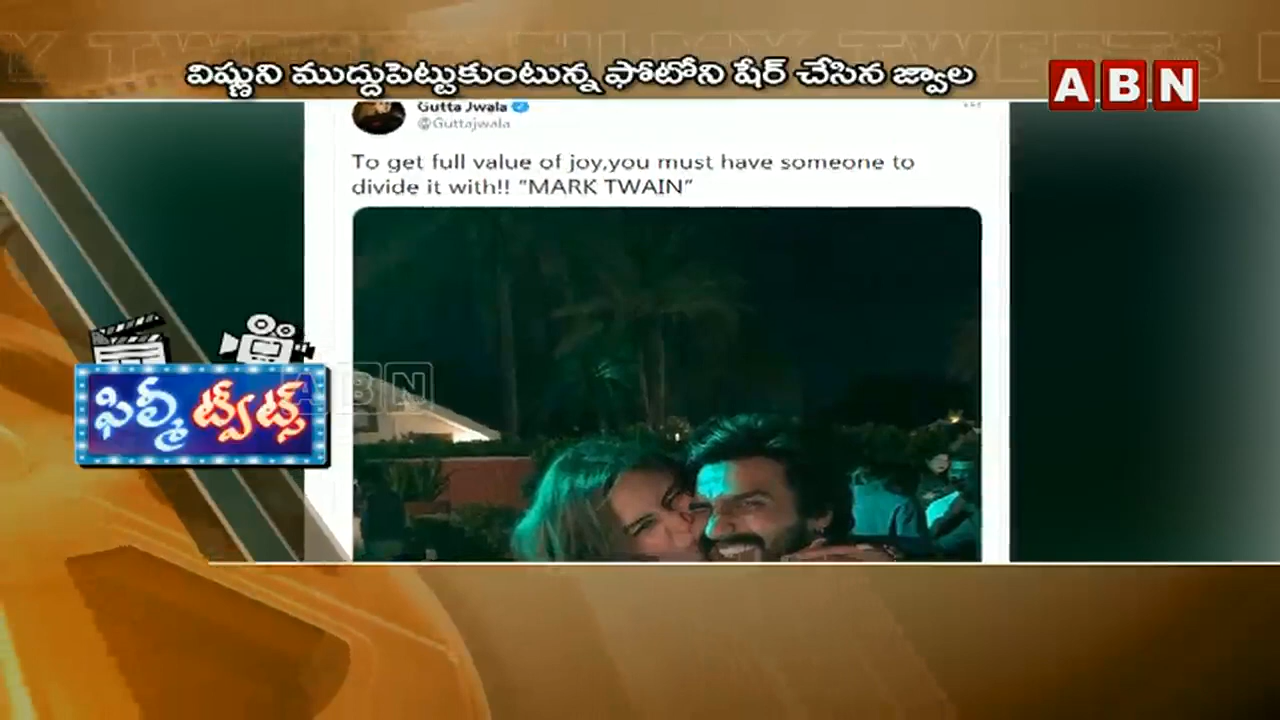 విష్ణుని ముద్దుపెట్టుకుంటున్న ఫోటోని షేర్ చేసిన జ్వాల
ABN
Gutta Jwala
@Guttajwala
To get full value of joy,you must have someone to
divide it with!! “MARK TWAIN”
ABN
ఫిల్మీ ట్వీట్స్